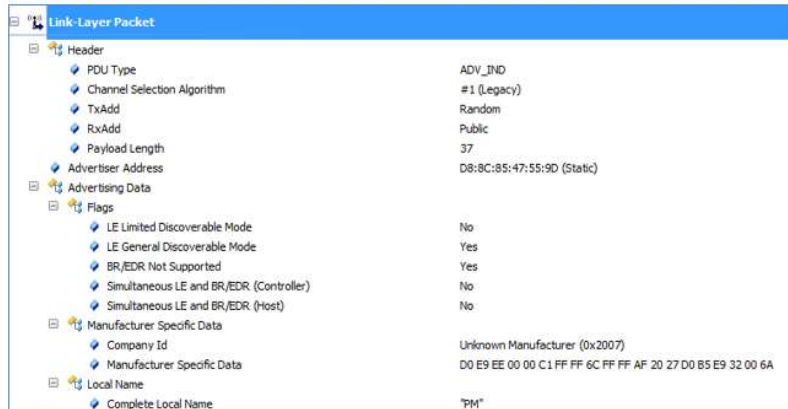 Link-Layer Packet
Header
PDU Type ADV_IND
Channel Selection Algorithm #1 (Legacy)
TxAdd Random
RxAdd Public
Payload Length 37
Advertiser Address D8:8C:85:47:55:9D (Static)
Advertising Data
Flags
LE Limited Discoverable Mode No
LE General Discoverable Mode Yes
BR/EDR Not Supported Yes
Simultaneous LE and BR/EDR (Controller) No
Simultaneous LE and BR/EDR (Host) No
Manufacturer Specific Data
Company Id Unknown Manufacturer (0x2007)
Manufacturer Specific Data D0 E9 EE 00 00 C1 FF FF 6C FF FF AF 20 27 D0 B5 E9 32 00 6A
Local Name
Complete Local Name "PM"